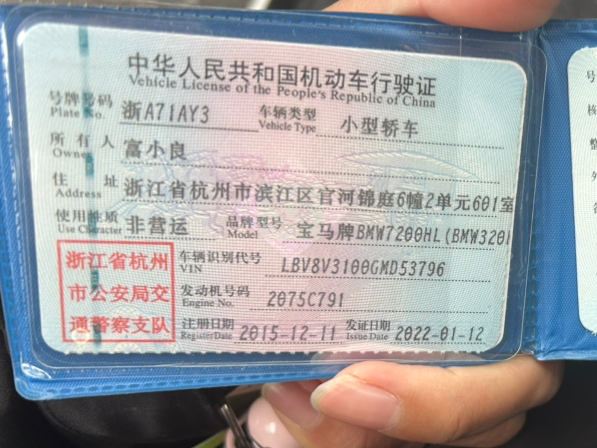 中华人民共和国机动车行驶证
Vehicle License of the People's Republic of China
号牌号码 浙A71AY3 车辆类型 小型轿车
Plate No. Vehicle Type
所有人 富小良
Owner
住址 浙江省杭州市滨江区官河锦庭6幢2单元601室
Address
使用性质 非营运 品牌型号 宝马牌BMW7200HL(BMW320l
Use Character Model
浙江省杭州
市公安局交
通警察支队
车辆识别代号 LBV8V3100GMD53796
VIN
发动机号码 2075C791
Engine No.
注册日期 2015-12-11 发证日期 2022-01-12
Register Date Issue Date
号
核
整
外